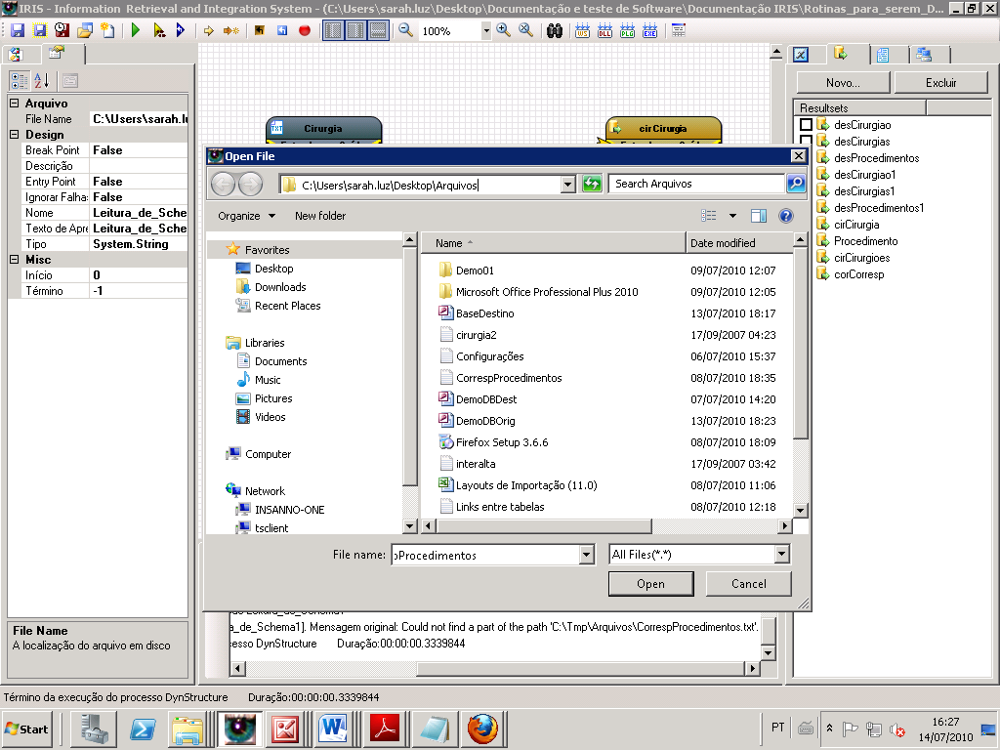 IRIS - Information Retrieval and Integration System - (C:\Users\sarah.luz\Desktop\Documentação e teste de Software\Documentação IRIS\Rotinas_para_serem_D...
100%
WS
DLL
PLG
EXE
Arquivo
File Name C:\Users\sarah.lu
Design
Break Point False
Descrição
Entry Point False
Ignorar Falhas False
Nome Leitura_de_Sche
Texto de Apre Leitura_de_Sche
Tipo System.String
Misc
Início 0
Término -1
File Name
A localização do arquivo em disco
TXT Cirurgia
cirCirurgia
Open File
C:\Users\sarah.luz\Desktop\Arquivos
Search Arquivos
Organize New folder
Favorites
Desktop
Downloads
Recent Places
Libraries
Documents
Music
Pictures
Videos
Computer
Network
INSANNO-ONE
tsclient
Name Date modified
Demo01 09/07/2010 12:07
Microsoft Office Professional Plus 2010 09/07/2010 12:05
BaseDestino 13/07/2010 18:17
cirurgia2 17/09/2007 04:23
Configurações 06/07/2010 15:37
CorrespProcedimentos 08/07/2010 18:35
DemoDBDest 07/07/2010 14:20
DemoDBOrig 13/07/2010 18:23
Firefox Setup 3.6.6 08/07/2010 18:09
interalta 17/09/2007 03:42
Layouts de Importação (11.0) 08/07/2010 11:06
Links entre tabelas 08/07/2010 12:18
File name: pProcedimentos All Files(*.*)
Open Cancel
a_de_Schema1]. Mensagem original: Could not find a part of the path 'C:\Tmp\Arquivos\CorrespProcedimentos.txt'.
cesso DynStructure Duração:00:00:00.3339844
Novo... Excluir
Resultsets
desCirurgiao
desCirurgias
desProcedimentos
desCirurgiao1
desCirurgias1
desProcedimentos1
cirCirurgia
Procedimento
cirCirurgioes
corCorresp
Término da execução do processo DynStructure Duração:00:00:00.3339844
Start
PT
16:27
14/07/2010